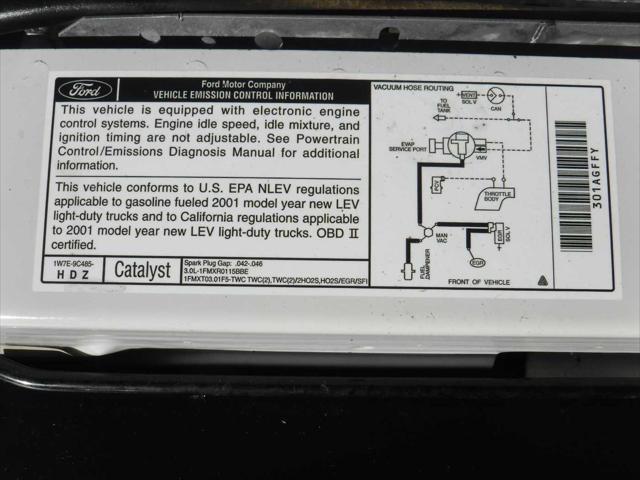 Ford
Ford Motor Company
VEHICLE EMISSION CONTROL INFORMATION
This vehicle is equipped with electronic engine
control systems. Engine idle speed, idle mixture, and
ignition timing are not adjustable. See Powertrain
Control/Emissions Diagnosis Manual for additional
information.
This vehicle conforms to U.S. EPA NLEV regulations
applicable to gasoline fueled 2001 model year new LEV
light-duty trucks and to California regulations applicable
to 2001 model year new LEV light-duty trucks. OBD II
certified.
1W7E-9C485-
HDZ
Catalyst
Spark Plug Gap: .042-.046
3.0L-1FMXR0115BBE
1FMXT03.01F5-TWC TWC(2),TWC(2)/2HO2S,HO2S/EGR/SFI
VACUUM HOSE ROUTING
VENT
SOL V
CAN
TO
FUEL
TANK
EVAP
SERVICE PORT
VMV
PCV
THROTTLE
BODY
MAN
VAC
EGR
SOL V
FUEL
DAMPENER
EGR
FRONT OF VEHICLE
301AGFFY